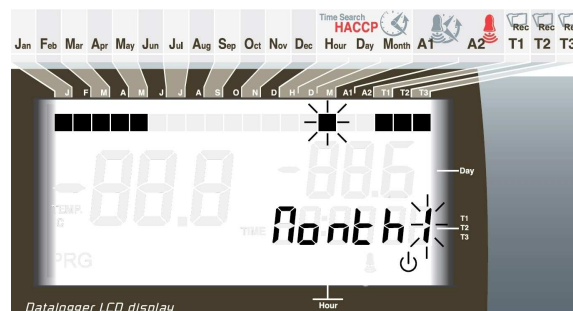 Time Search
HACCP
Rec Rec Re
Jan Feb Mar Apr May Jun Jul Aug Sep Oct Nov Dec Hour Day Month A1 A2 T1 T2 T3
J F M A M J J A S O N D H D M A1 A2 T1 T2 T3
-88.8 -88.6
Day
TEMP.
C
TIME
Month 1
T1
T2
T3
PRG
Hour
Datalogger LCD display